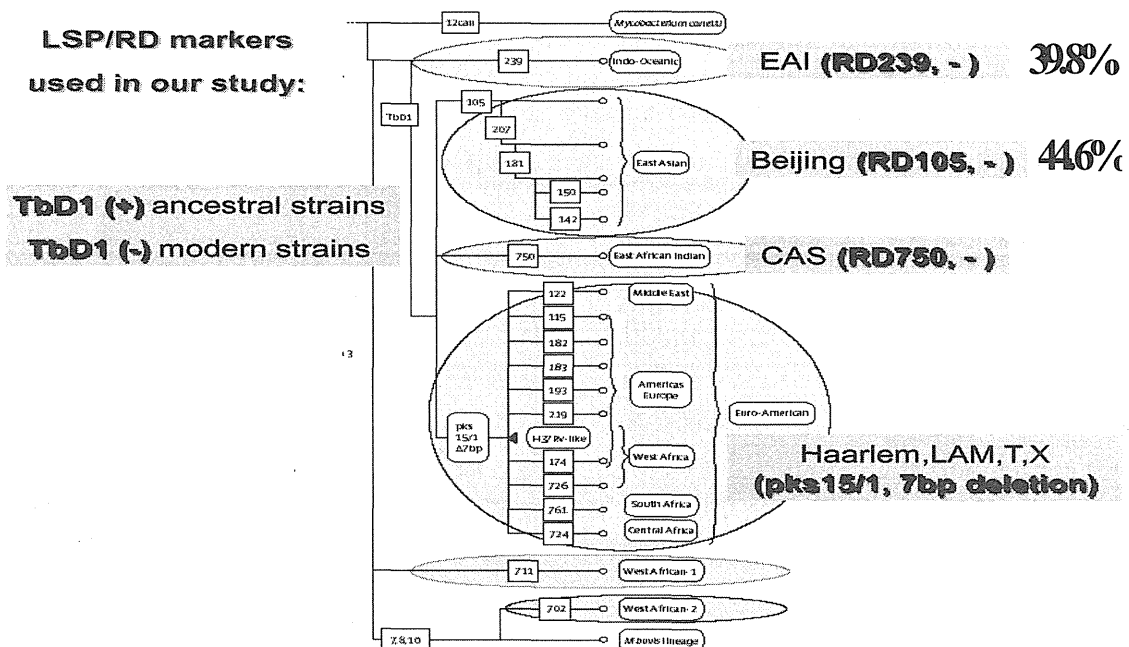 LSP/RD markers
used in our study:
TbD1 (+) ancestral strains
TbD1 (-) modern strains
12can
Mycobacterium canettii
239
Indo-Oceanic
EAI (RD239, - ) 39.8%
TbD1
105
207
181
150
142
East Asian
Beijing (RD105, - ) 44.6%
750
East African Indian
CAS (RD750, - )
122
Middle East
115
182
183
193
219
Americas
Europe
Euro-American
pks
15/1
Δ7bp
H37Rv-like
174
West Africa
726
761
South Africa
724
Central Africa
Haarlem,LAM,T,X
(pks15/1, 7bp deletion)
711
West African-1
702
West African-2
7,8,10
M.bovis lineage